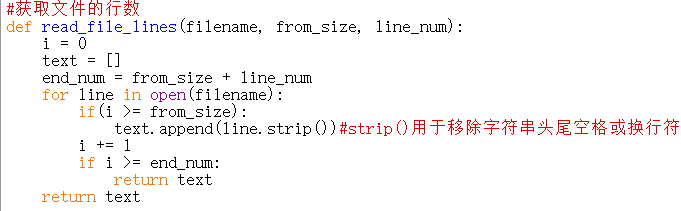 #获取文件的行数
def read_file_lines(filename, from_size, line_num):
    i = 0
    text = []
    end_num = from_size + line_num
    for line in open(filename):
        if(i >= from_size):
            text.append(line.strip())#strip()用于移除字符串头尾空格或换行符
        i += 1
        if i >= end_num:
            return text
    return text